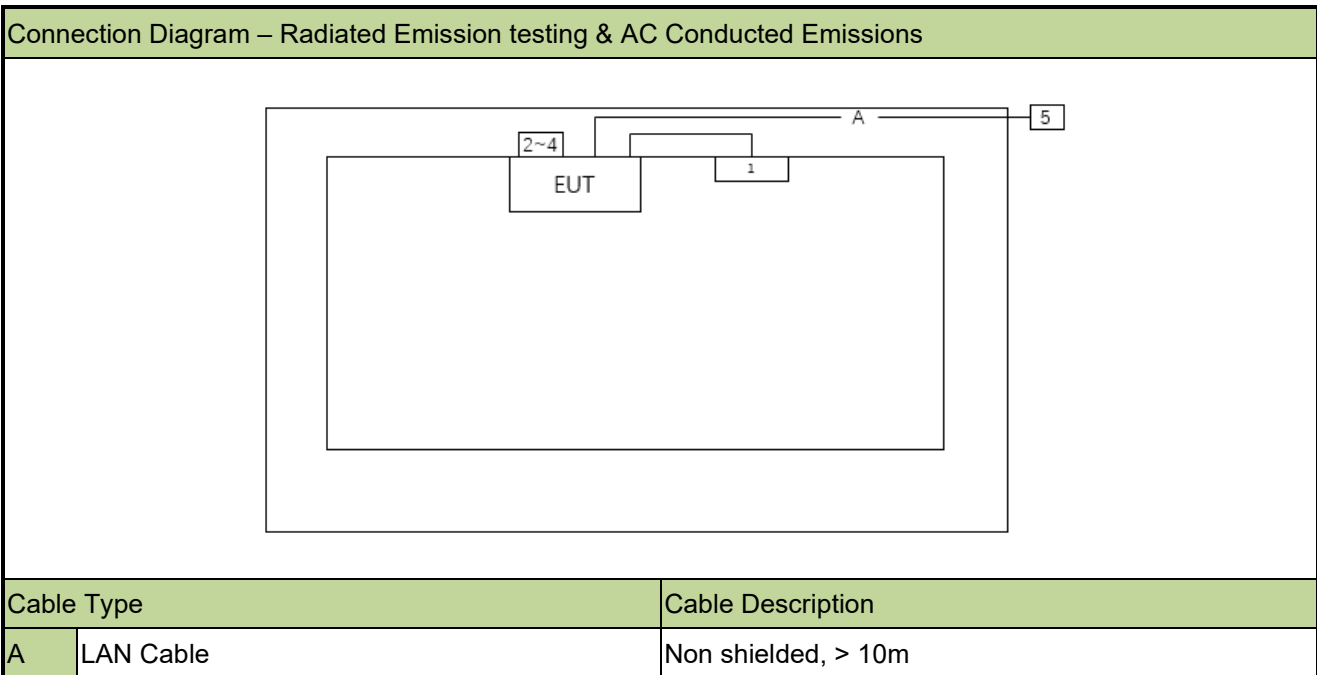 Connection Diagram – Radiated Emission testing & AC Conducted Emissions
A
5
2~4
EUT
1
Cable Type Cable Description
A LAN Cable Non shielded, > 10m